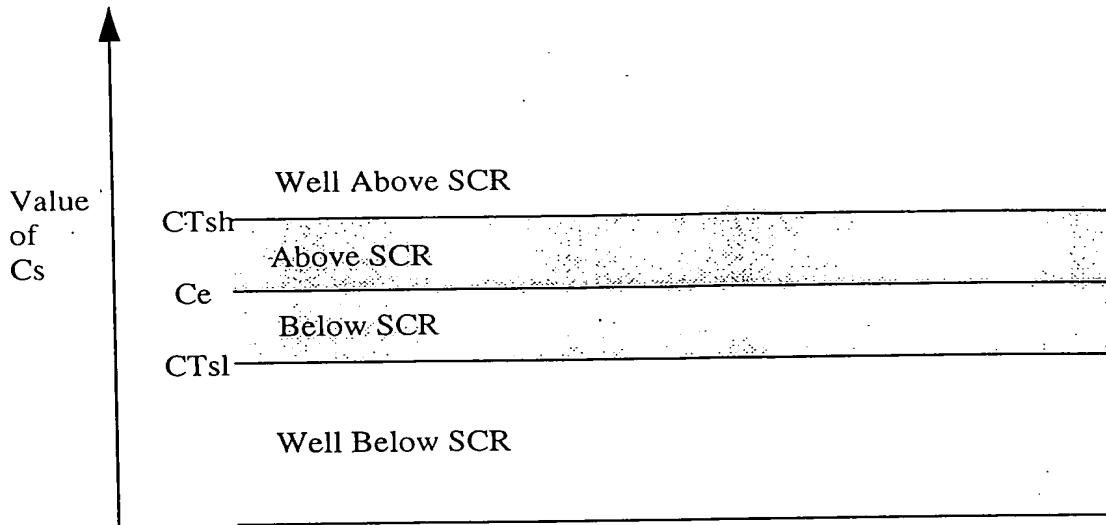 Well Above SCR
Value
of
Cs
CTsh
Above SCR
Ce
Below SCR
CTsl
Well Below SCR